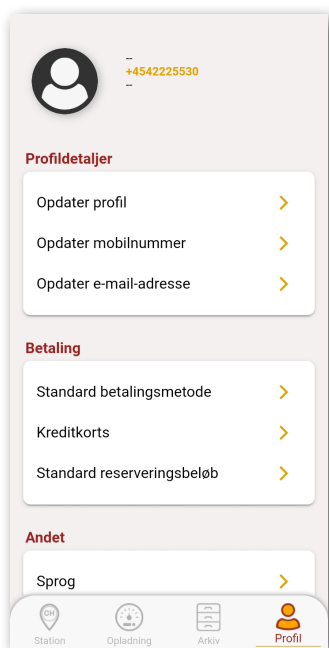 --
+4542225530
--
Profildetaljer
Opdater profil
Opdater mobilnummer
Opdater e-mail-adresse
Betaling
Standard betalingsmetode
Kreditkorts
Standard reserveringsbeløb
Andet
Sprog
CH
Station
Opladning
Arkiv
Profil